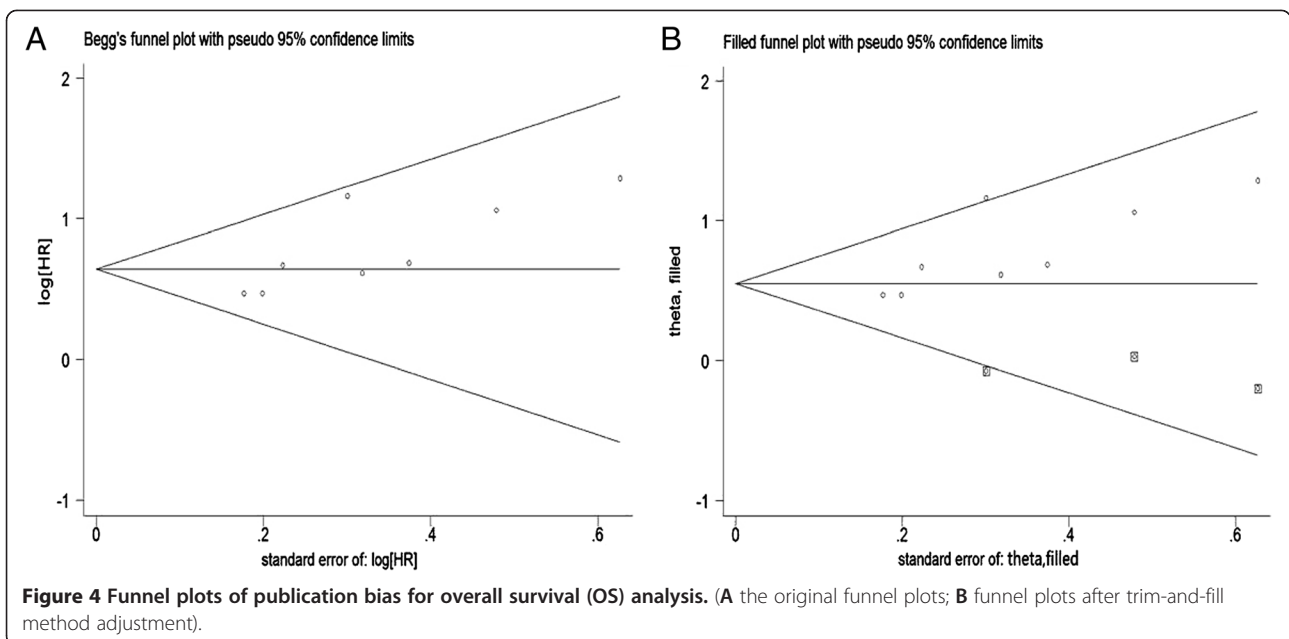 A
Begg's funnel plot with pseudo 95% confidence limits
2
1
0
-1
log[HR]
0
.2
.4
.6
standard error of: log[HR]
B
Filled funnel plot with pseudo 95% confidence limits
2
1
0
-1
theta, filled
0
.2
.4
.6
standard error of: theta,filled
Figure 4 Funnel plots of publication bias for overall survival (OS) analysis. (A the original funnel plots; B funnel plots after trim-and-fill
method adjustment).